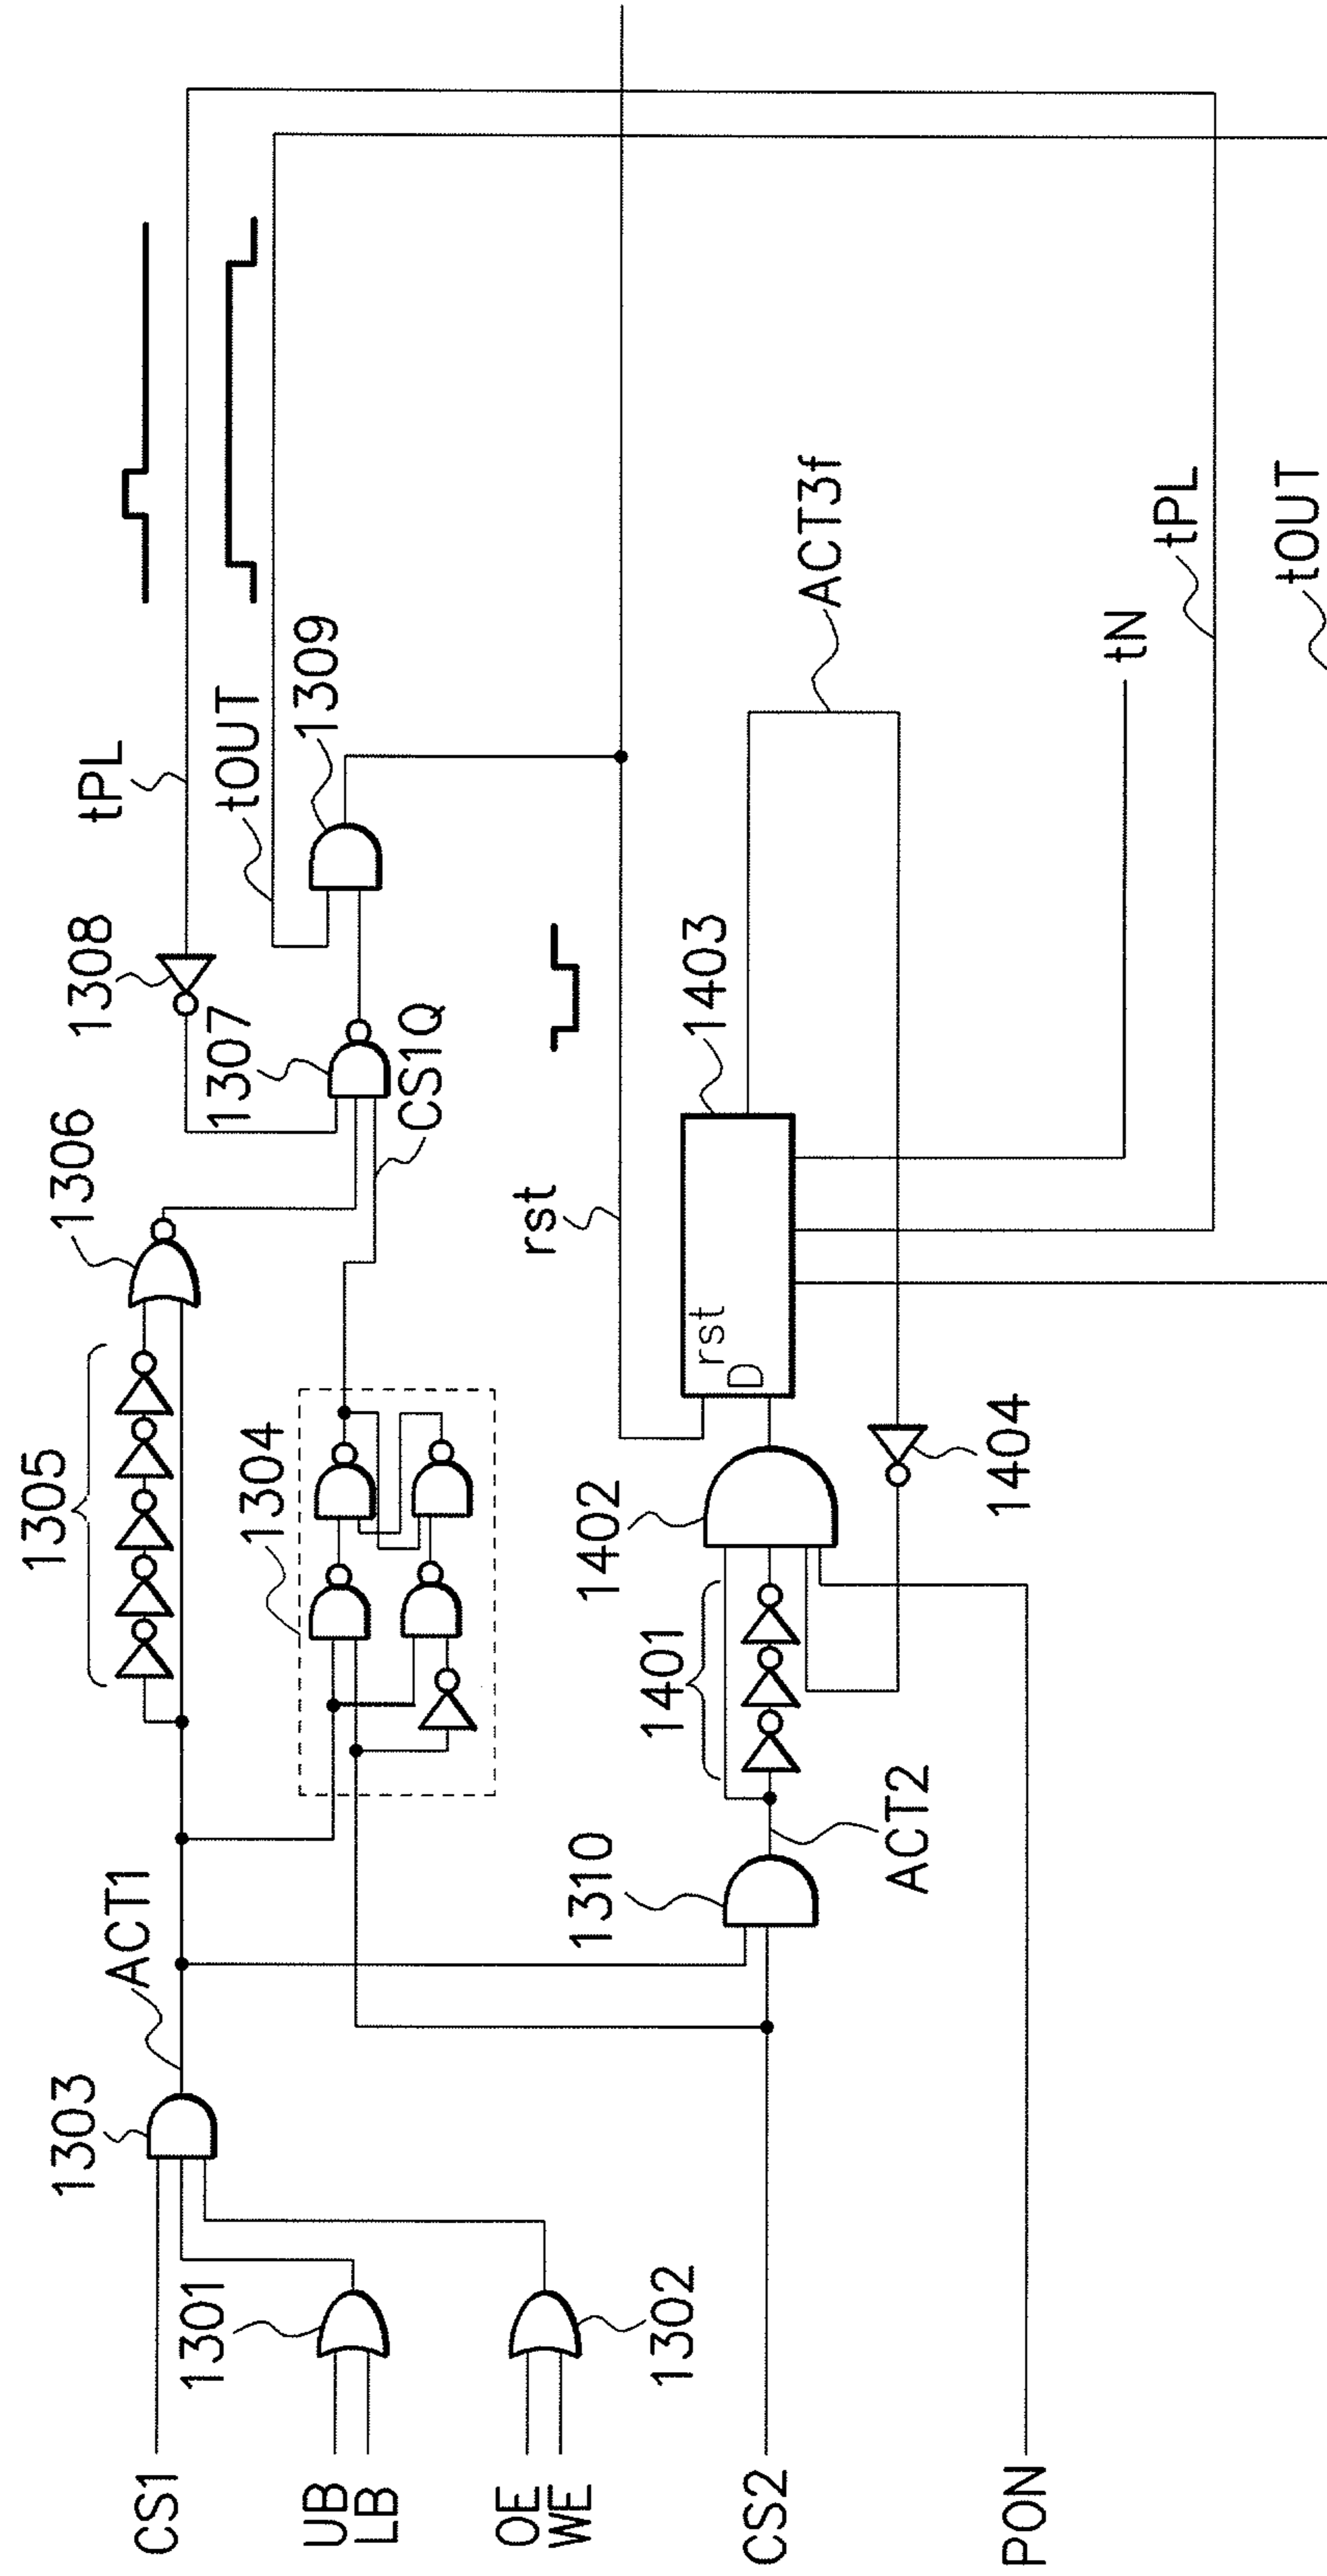 CS1
UB
LB
OE
WE
CS2
PON
1301
1302
1303
ACT1
1310
ACT2
1305
1304
1401
1402
1404
1306
1307
1308
CS1Q
rst
rst
D
1403
tPL
tOUT
1309
ACT3f
tN
tPL
tOUT